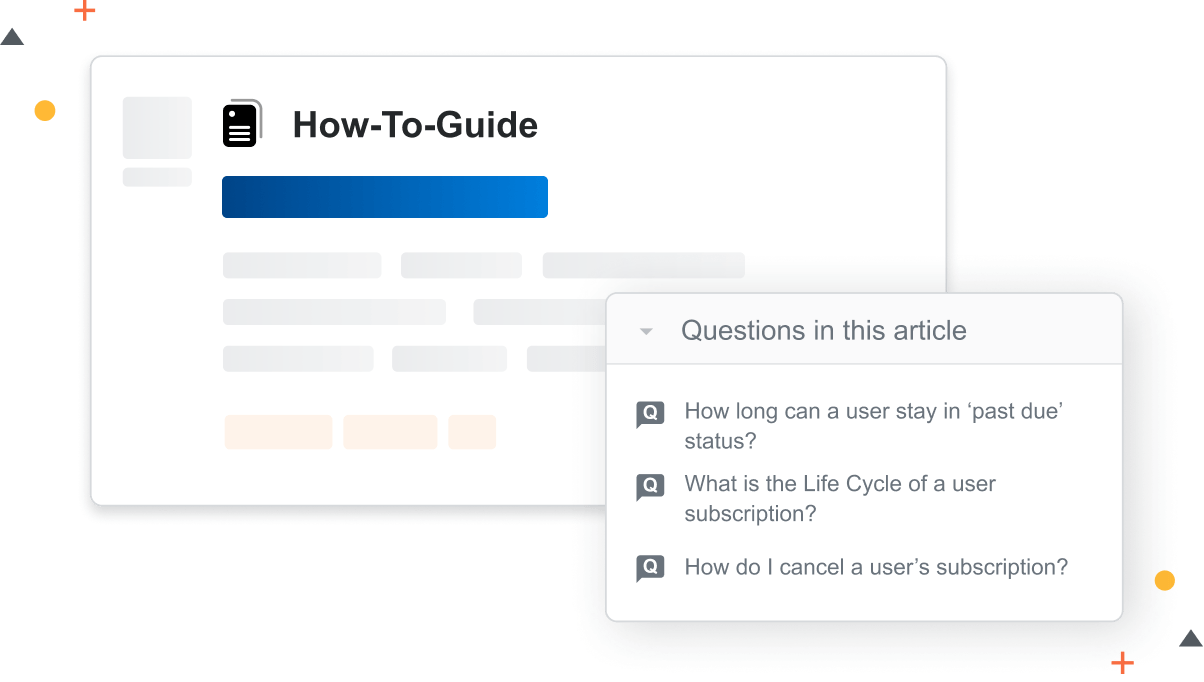 How-To-Guide
Questions in this article
Q How long can a user stay in ‘past due’
status?
Q What is the Life Cycle of a user
subscription?
Q How do I cancel a user’s subscription?